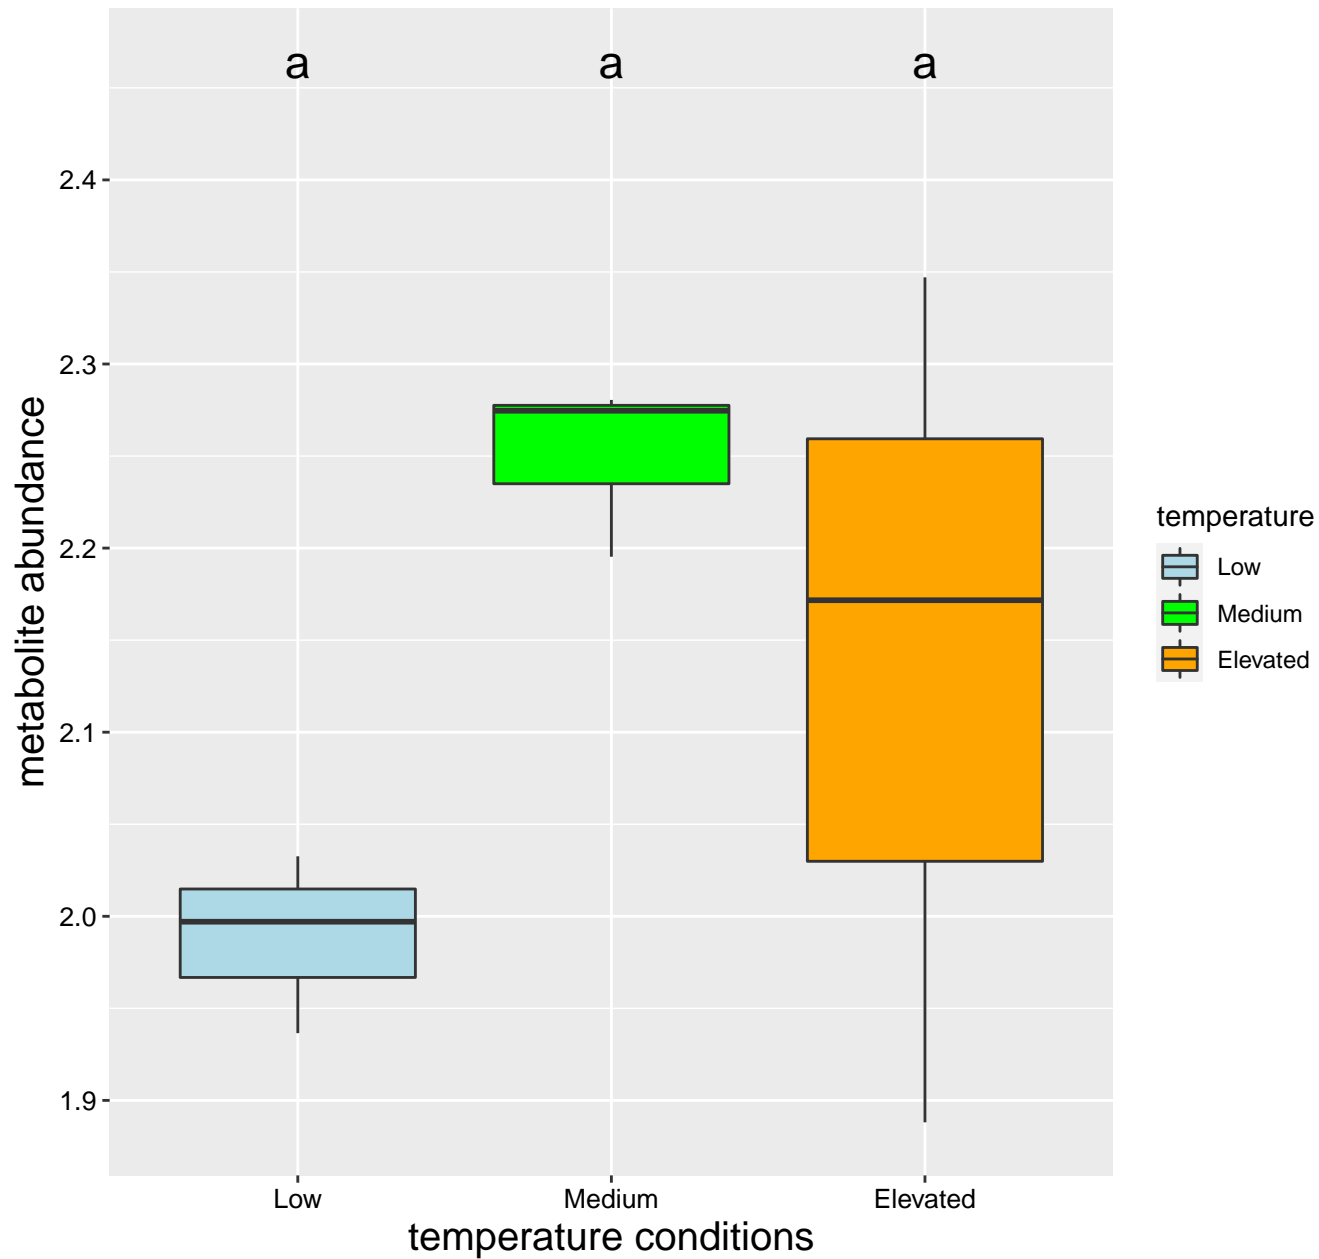 a a a
2.4
2.3
2.2
2.1
2.0
1.9
metabolite abundance
Low Medium Elevated
temperature conditions
temperature
Low
Medium
Elevated